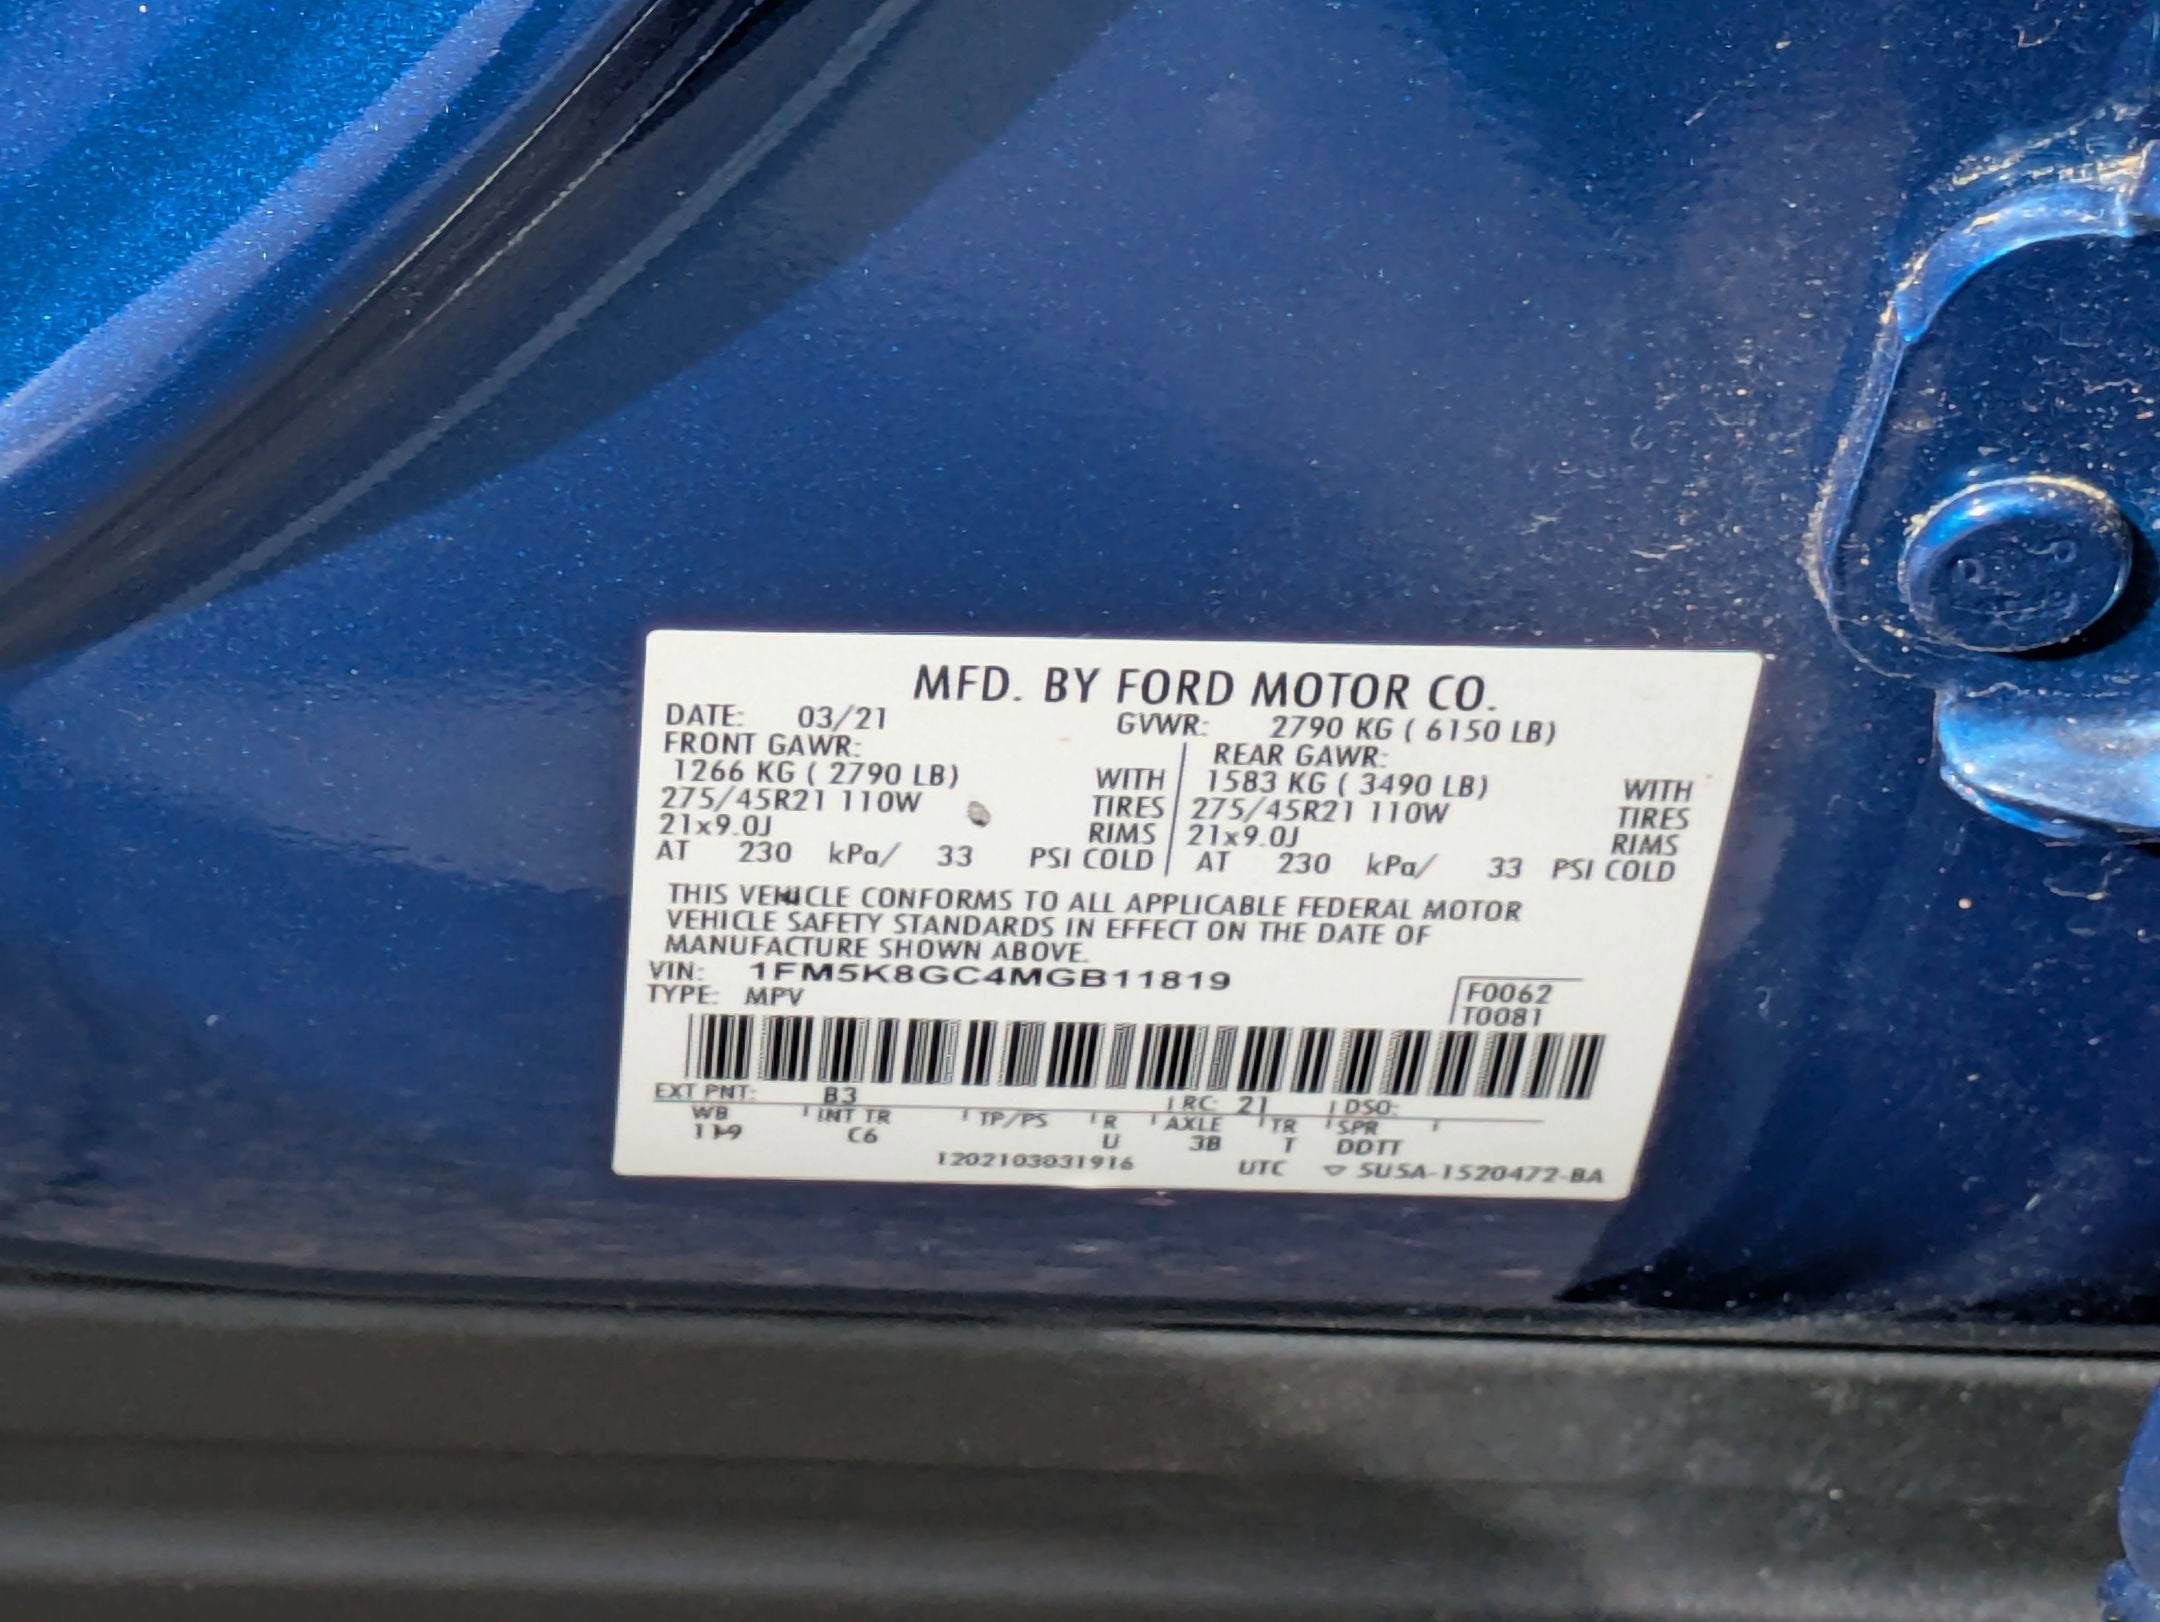 MFD. BY FORD MOTOR CO.
DATE: 03/21 GVWR: 2790 KG ( 6150 LB)
FRONT GAWR: REAR GAWR:
1266 KG ( 2790 LB) WITH 1583 KG ( 3490 LB) WITH
275/45R21 110W TIRES 275/45R21 110W TIRES
21x9.0J RIMS 21x9.0J RIMS
AT 230 kPa/ 33 PSI COLD AT 230 kPa/ 33 PSI COLD
THIS VEHICLE CONFORMS TO ALL APPLICABLE FEDERAL MOTOR
VEHICLE SAFETY STANDARDS IN EFFECT ON THE DATE OF
MANUFACTURE SHOWN ABOVE.
VIN: 1FM5K8GC4MGB11819
TYPE: MPV
F0062
T0081
EXT PNT: B3 RC: 21 DSO:
WB INT TR TP/PS R AXLE TR SPR
119 C6 U 3B T DDTT
1202103031916 UTC ▽ 5U5A-1520472-BA